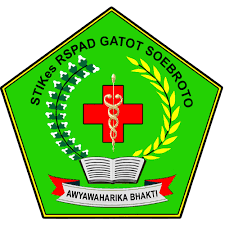 STIKes RSPAD GATOT SOEBROTO
AWYAWAHARIKA BHAKTI